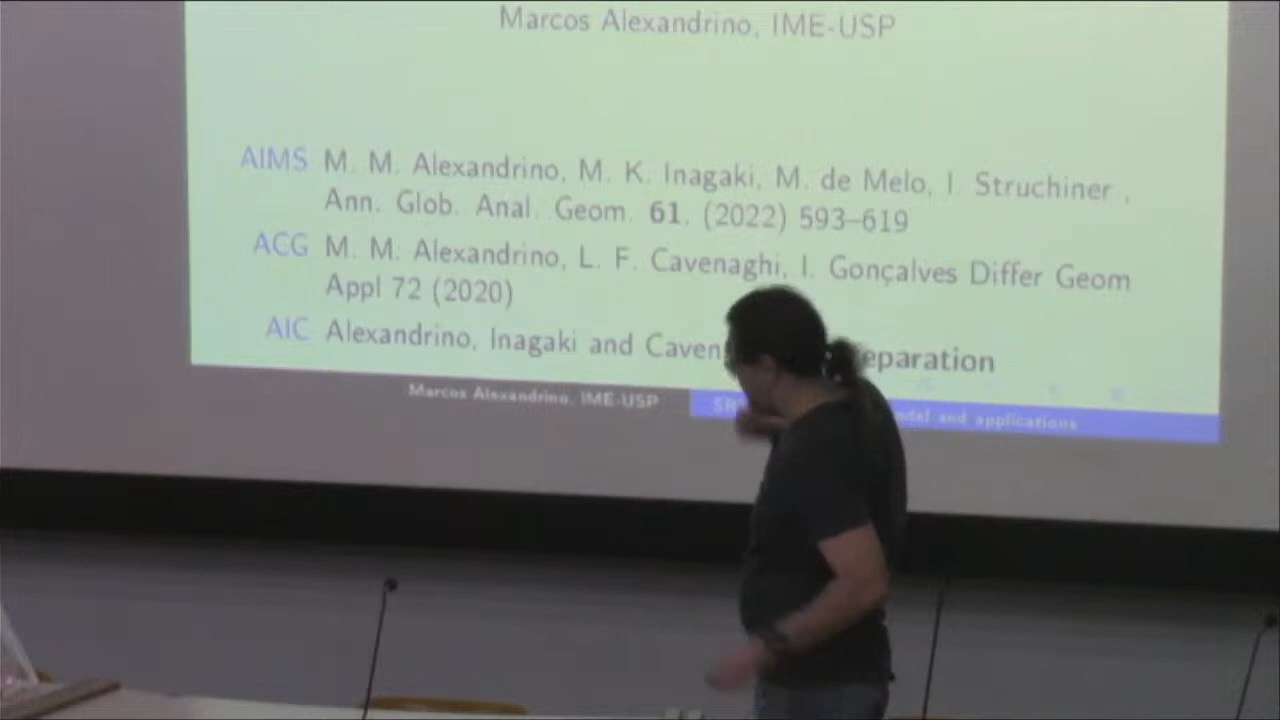 Marcos Alexandrino, IME-USP
AIMS M. M. Alexandrino, M. K. Inagaki, M. de Melo, I. Struchiner ,
Ann. Glob. Anal. Geom. 61, (2022) 593–619
ACG M. M. Alexandrino, L. F. Cavenaghi, I. Gonçalves Differ Geom
Appl 72 (2020)
AIC Alexandrino, Inagaki and Caven eparation
Marcos Alexandrino, IME-USP and applications